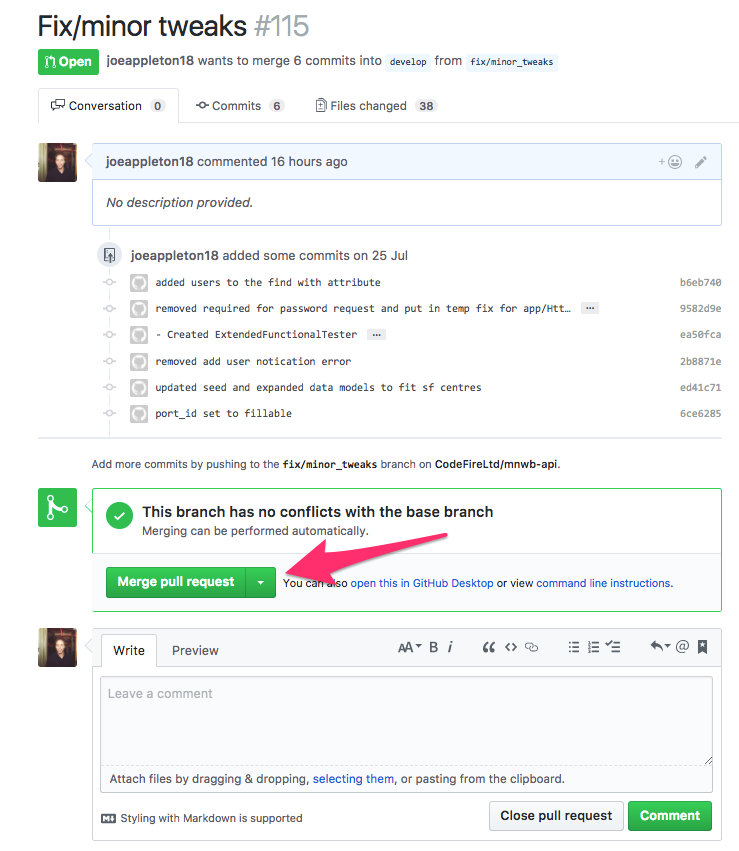 Fix/minor tweaks #115
Open joeappleton18 wants to merge 6 commits into develop from fix/minor_tweaks
Conversation 0 Commits 6 Files changed 38
joeappleton18 commented 16 hours ago
No description provided.
joeappleton18 added some commits on 25 Jul
added users to the find with attribute b6eb740
removed required for password request and put in temp fix for app/Htt… ... 9582d9e
- Created ExtendedFunctionalTester ... ea50fca
removed add user notication error 2b8871e
updated seed and expanded data models to fit sf centres ed41c71
port_id set to fillable 6ce6285
Add more commits by pushing to the fix/minor_tweaks branch on CodeFireLtd/mnwb-api.
This branch has no conflicts with the base branch
Merging can be performed automatically.
Merge pull request You can also open this in GitHub Desktop or view command line instructions.
Write Preview AA B i
Leave a comment
Attach files by dragging & dropping, selecting them, or pasting from the clipboard.
Styling with Markdown is supported Close pull request Comment